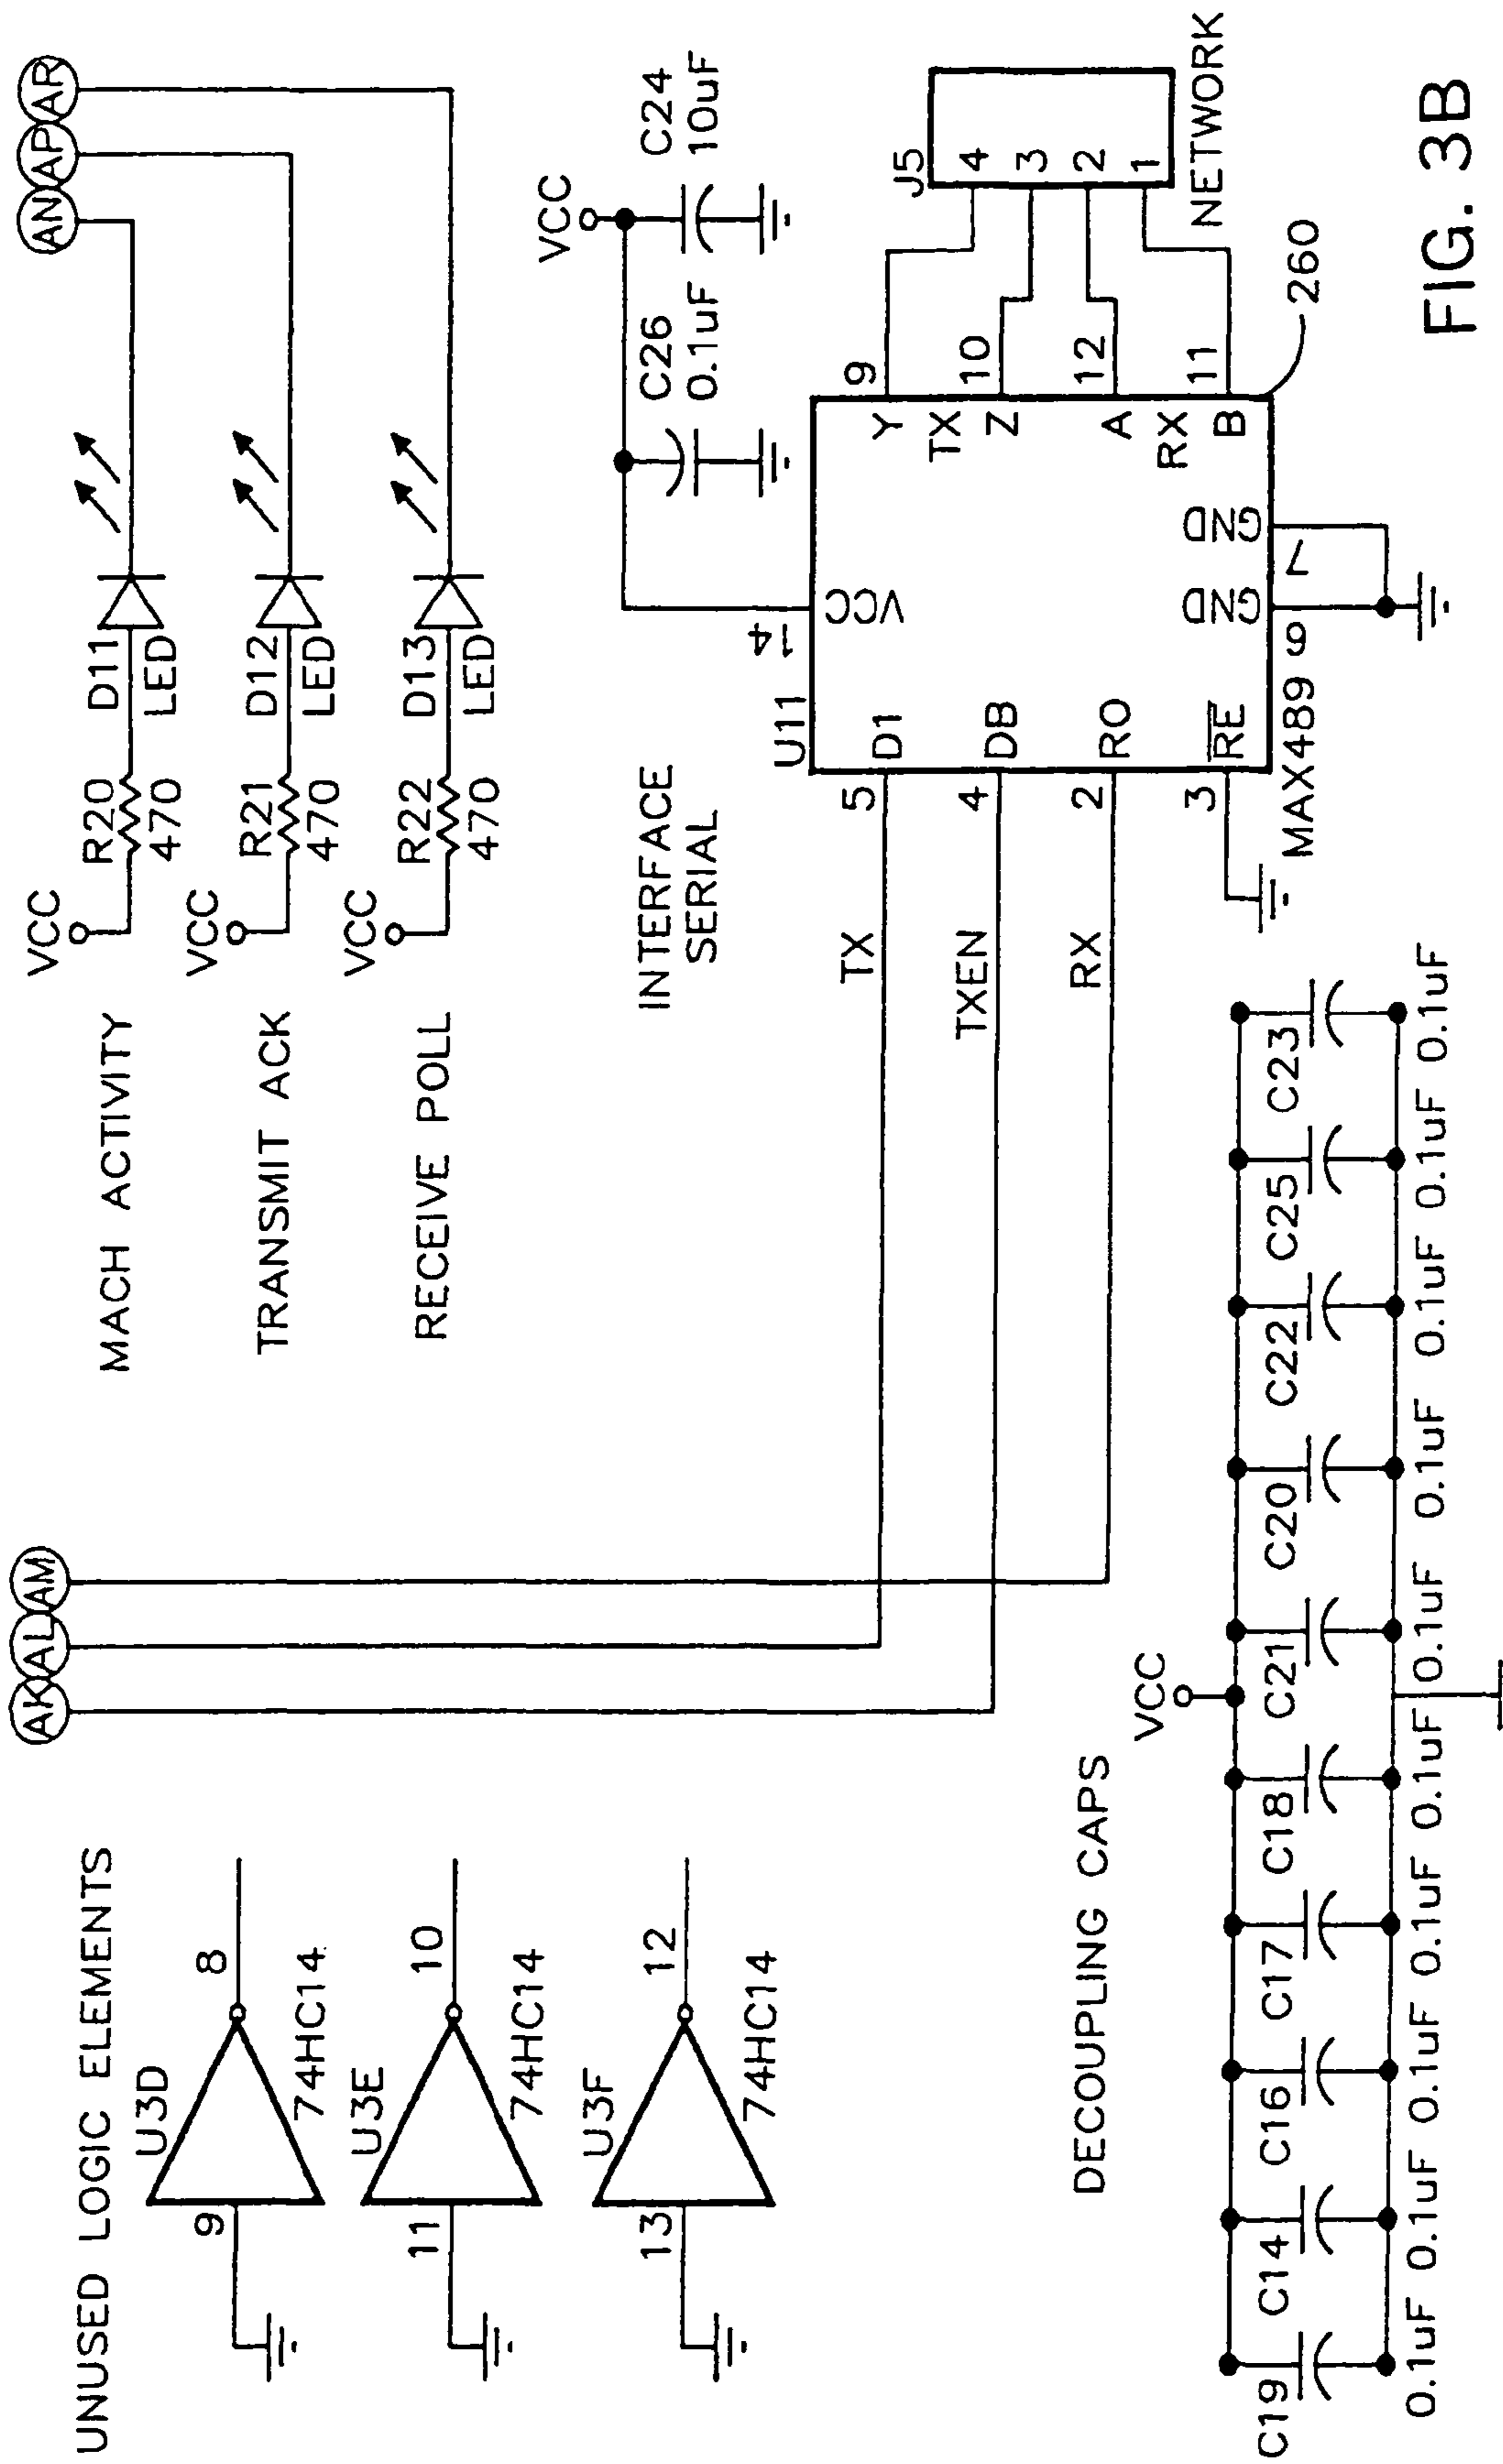 UNUSED LOGIC ELEMENTS
U3D
9
8
74HC14
U3E
11
10
74HC14
U3F
13
12
74HC14
AK
AL
AM
AN
AP
AR
MACH ACTIVITY
VCC
R20
470
D11
LED
TRANSMIT ACK
VCC
R21
470
D12
LED
RECEIVE POLL
VCC
R22
470
D13
LED
INTERFACE
SERIAL
VCC
C26
0.1uF
C24
10uF
TX
TXEN
RX
U11
5
D1
4
DB
2
RO
3
RE
14
VCC
6
GND
7
GND
Y
TX
Z
A
RX
B
9
10
12
11
MAX489
260
J5
4
3
2
1
NETWORK
DECOUPLING CAPS
VCC
C19
C14
C16
C17
C18
C21
C20
C22
C25
C23
0.1uF 0.1uF 0.1uF 0.1uF 0.1uF 0.1uF 0.1uF 0.1uF 0.1uF 0.1uF
FIG. 3B